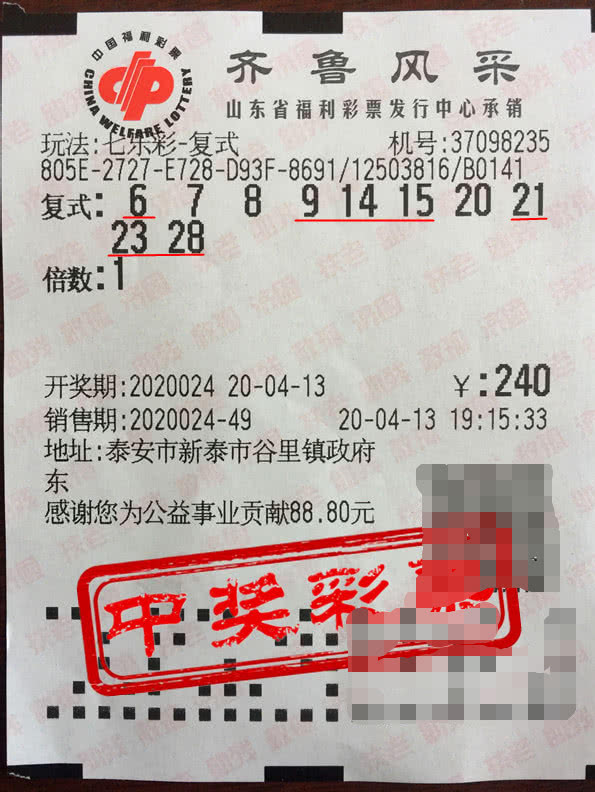 中国福利彩票
CHINA WELFARE LOTTERY
齐鲁风采
山东省福利彩票发行中心承销
玩法:七乐彩-复式 机号:37098235
805E-2727-E728-D93F-8691/12503816/B0141
复式: 6 7 8 9 14 15 20 21
23 28
倍数:1
开奖期:2020024 20-04-13 ￥:240
销售期:2020024-49 20-04-13 19:15:33
地址:泰安市新泰市谷里镇政府
东
感谢您为公益事业贡献88.80元
中奖彩